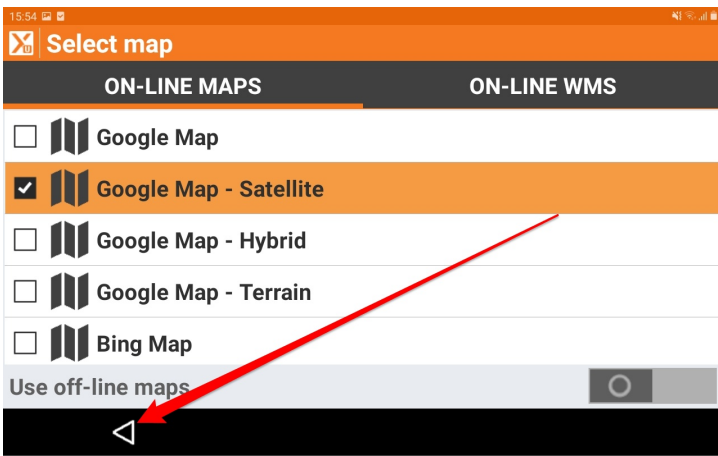 15:54
Select map
ON-LINE MAPS
ON-LINE WMS
Google Map
Google Map - Satellite
Google Map - Hybrid
Google Map - Terrain
Bing Map
Use off-line maps